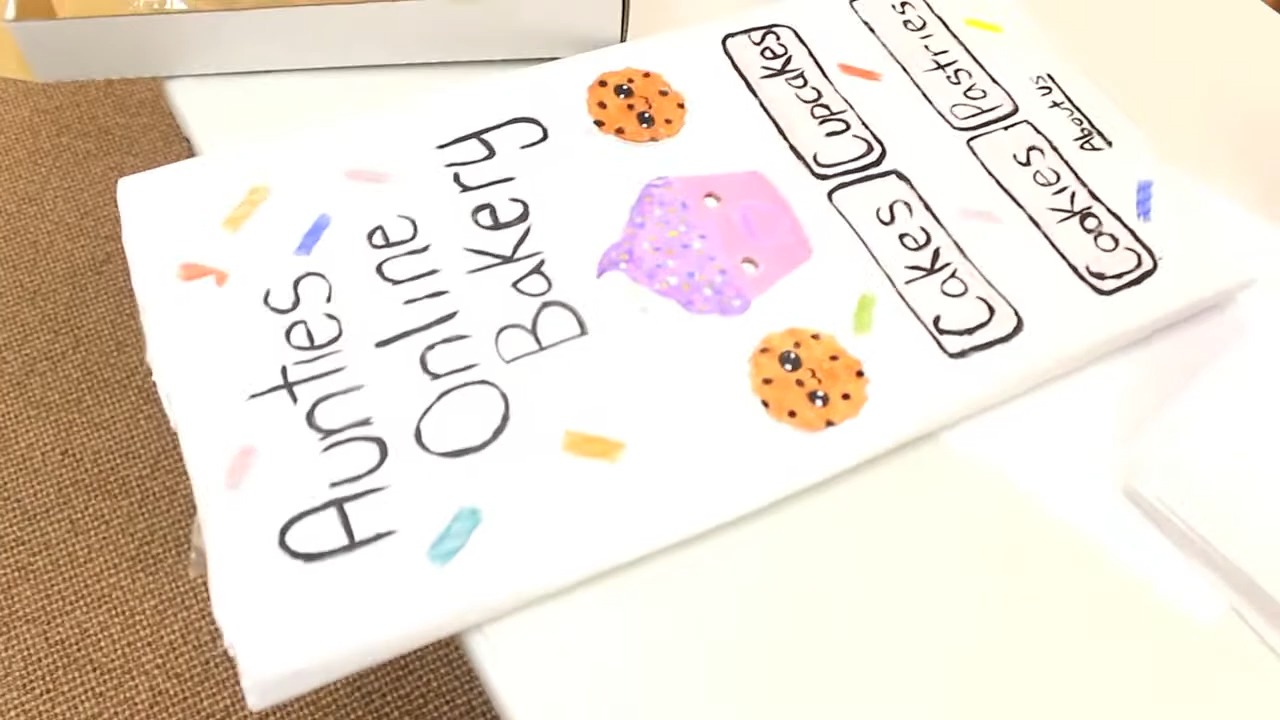 Aunties
Online
Bakery
Cakes Cupcakes
Cookies Pastries
About us